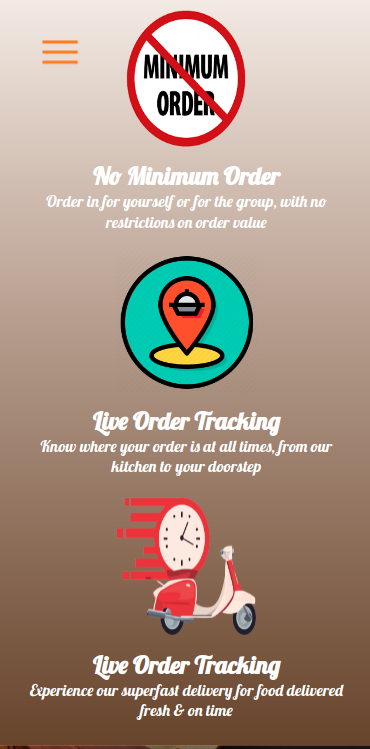 MINIMUM
ORDER
No Minimum Order
Order in for yourself or for the group, with no
restrictions on order value
Live Order Tracking
Know where your order is at all times, from our
kitchen to your doorstep
Live Order Tracking
Experience our superfast delivery for food delivered
fresh & on time